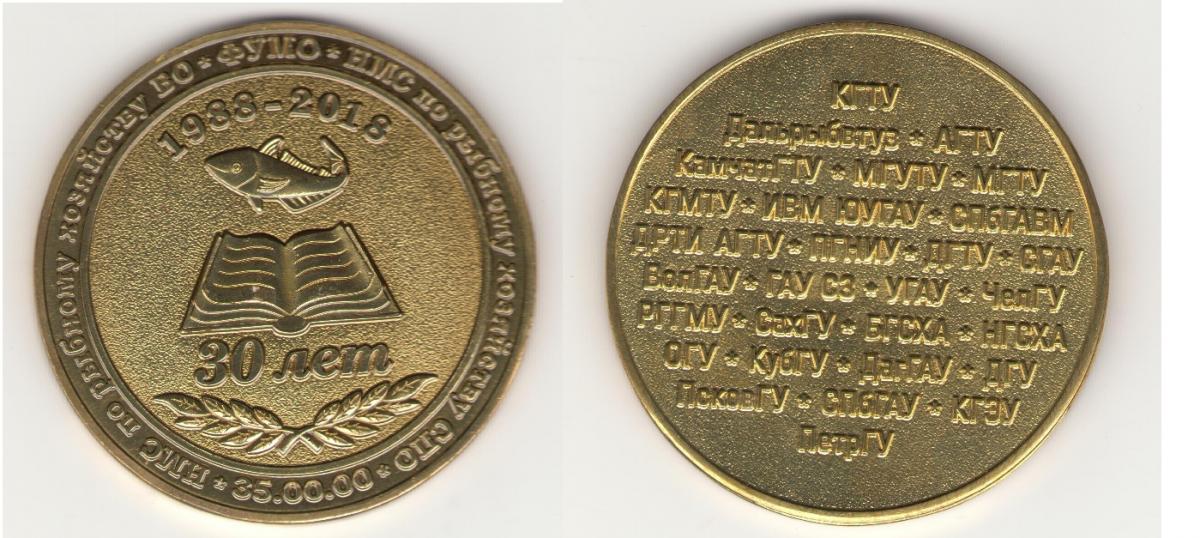 НМС по рыбному хозяйству ВО * ФУМО * НМС по рыбному хозяйству СПО * 35.00.00 *
1988-2018
30 лет
КГТУ
Дальрыбвтуз * АГТУ
КамчатГТУ * МГУТУ * МГТУ
КГМТУ * ИВМ ЮУГАУ * СПбГАВМ
ДРТИ АГТУ * ПГНИУ * ДГТУ * СГАУ
ВолГАУ * ГАУ СЗ * УГАУ * ЧелГУ
РГГМУ * СахГУ * БГСХА * НГСХА
ОГУ * КубГУ * ДагГАУ * ДГУ
ПсковГУ * СПбГАУ * КГЭУ
ПетрГУ